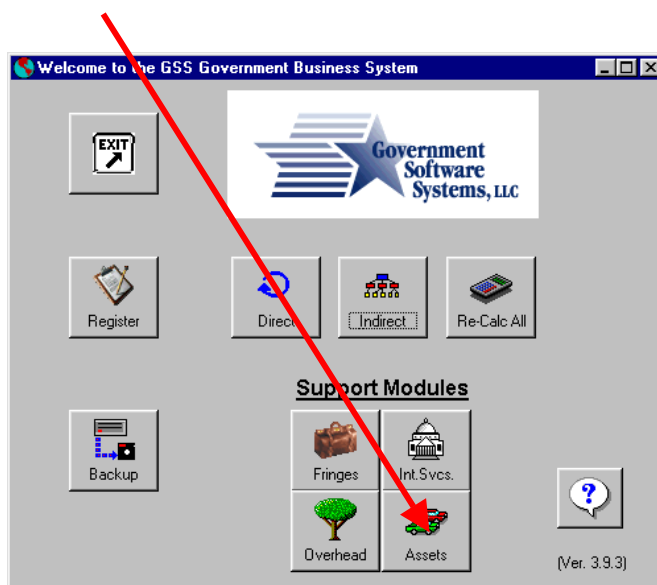 Welcome to the GSS Government Business System
EXIT
Government
Software
Systems, LLC
Register
Direct
Indirect
Re-Calc All
Support Modules
Backup
Fringes
Int.Svcs.
Overhead
Assets
?
(Ver. 3.9.3)